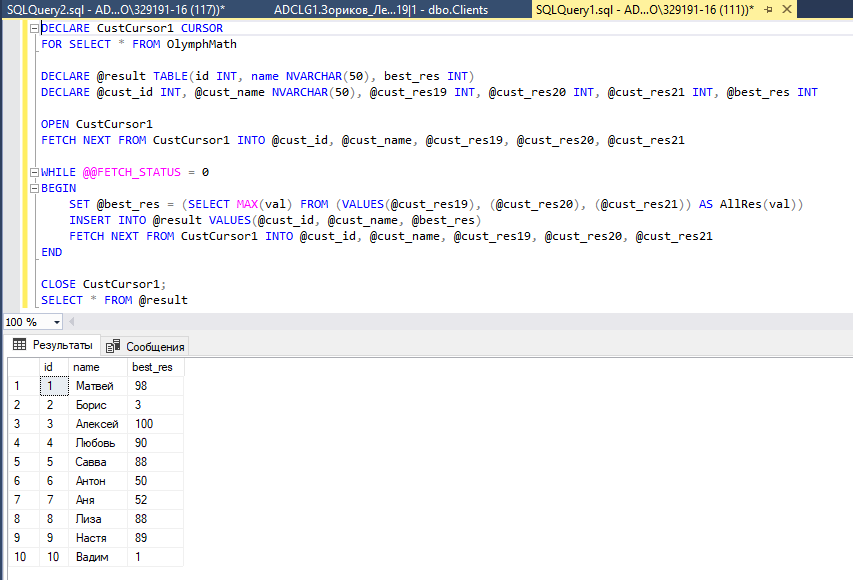 SQLQuery2.sql - AD...O\329191-16 (117))* ADCLG1.Зориков_Ле...19|1 - dbo.Clients SQLQuery1.sql - AD...O\329191-16 (111))*
DECLARE CustCursor1 CURSOR
FOR SELECT * FROM OlymphMath
DECLARE @result TABLE(id INT, name NVARCHAR(50), best_res INT)
DECLARE @cust_id INT, @cust_name NVARCHAR(50), @cust_res19 INT, @cust_res20 INT, @cust_res21 INT, @best_res INT
OPEN CustCursor1
FETCH NEXT FROM CustCursor1 INTO @cust_id, @cust_name, @cust_res19, @cust_res20, @cust_res21
WHILE @@FETCH_STATUS = 0
BEGIN
SET @best_res = (SELECT MAX(val) FROM (VALUES(@cust_res19), (@cust_res20), (@cust_res21)) AS AllRes(val))
INSERT INTO @result VALUES(@cust_id, @cust_name, @best_res)
FETCH NEXT FROM CustCursor1 INTO @cust_id, @cust_name, @cust_res19, @cust_res20, @cust_res21
END
CLOSE CustCursor1;
SELECT * FROM @result
100 %
Результаты Сообщения
id name best_res
1 1 Матвей 98
2 2 Борис 3
3 3 Алексей 100
4 4 Любовь 90
5 5 Савва 88
6 6 Антон 50
7 7 Аня 52
8 8 Лиза 88
9 9 Настя 89
10 10 Вадим 1